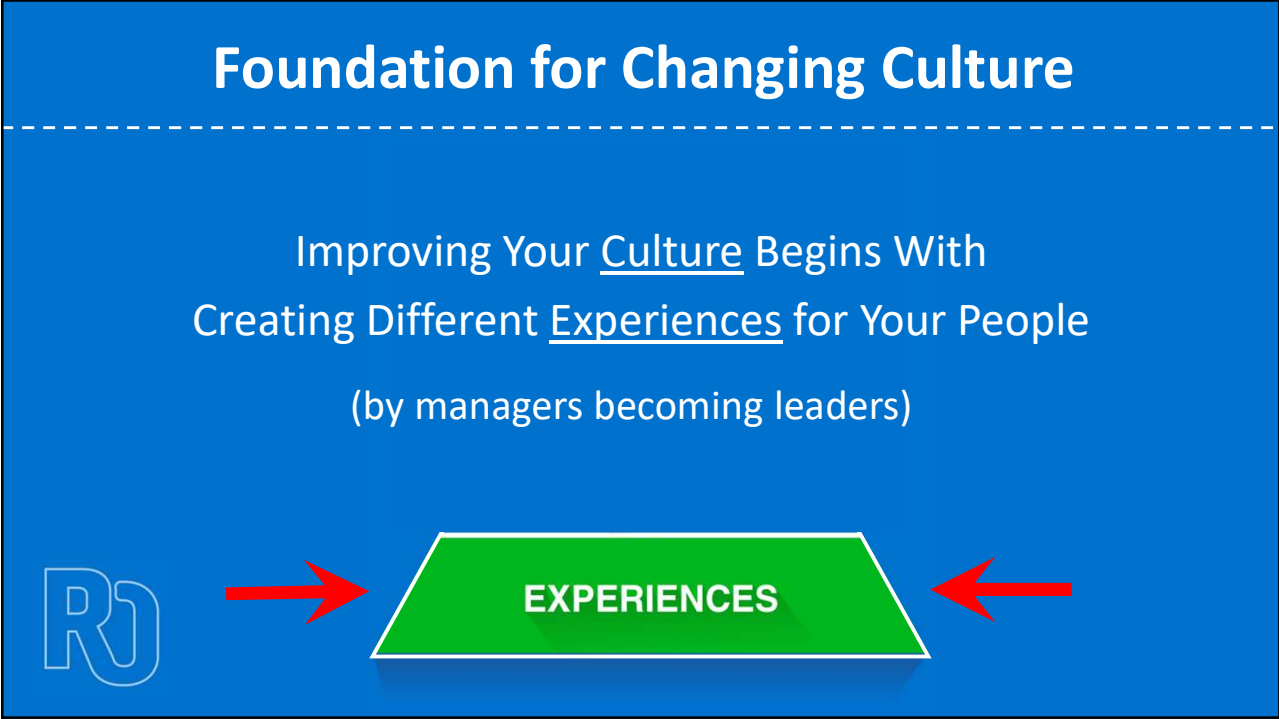 Foundation for Changing Culture
Improving Your Culture Begins With
Creating Different Experiences for Your People
(by managers becoming leaders)
EXPERIENCES
RO